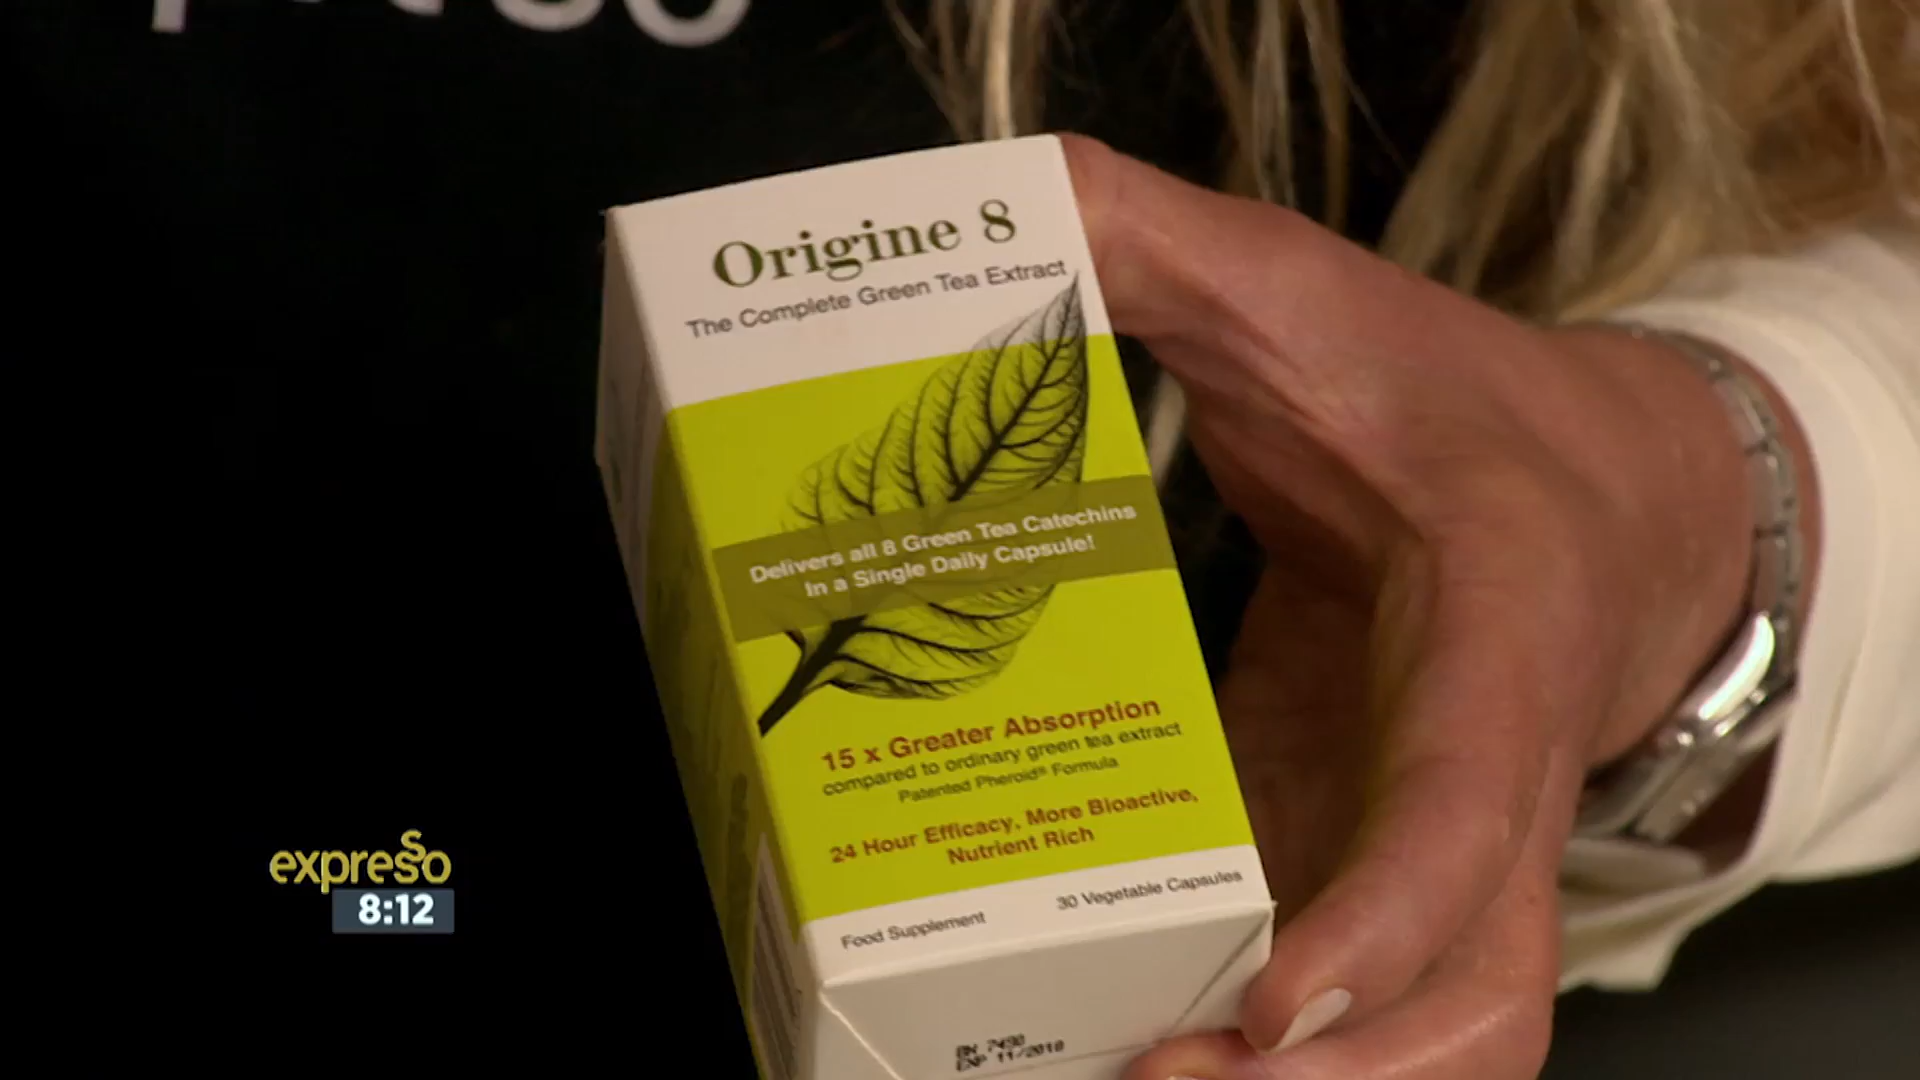 Origine 8
The Complete Green Tea Extract
Delivers all 8 Green Tea Catechins
In a Single Daily Capsule!
15 x Greater Absorption
compared to ordinary green tea extract
Patented Pheroid® Formula
24 Hour Efficacy, More Bioactive,
Nutrient Rich
Food Supplement
30 Vegetable Capsules
BN 7490
EXP 11/2018
expresso
8:12